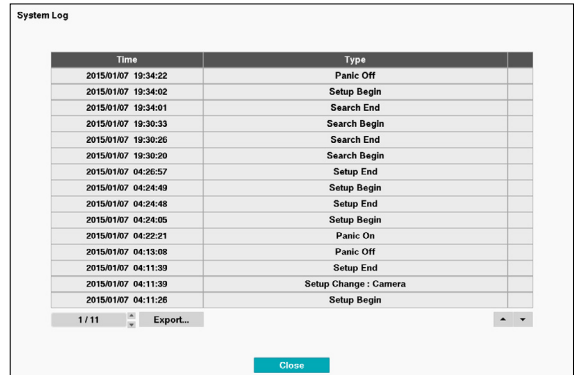 System Log
Time Type
2015/01/07 19:34:22 Panic Off
2015/01/07 19:34:02 Setup Begin
2015/01/07 19:34:01 Search End
2015/01/07 19:30:33 Search Begin
2015/01/07 19:30:26 Search End
2015/01/07 19:30:20 Search Begin
2015/01/07 04:26:57 Setup End
2015/01/07 04:24:49 Setup Begin
2015/01/07 04:24:48 Setup End
2015/01/07 04:24:05 Setup Begin
2015/01/07 04:22:21 Panic On
2015/01/07 04:13:08 Panic Off
2015/01/07 04:11:39 Setup End
2015/01/07 04:11:39 Setup Change : Camera
2015/01/07 04:11:26 Setup Begin
1 / 11 Export...
Close